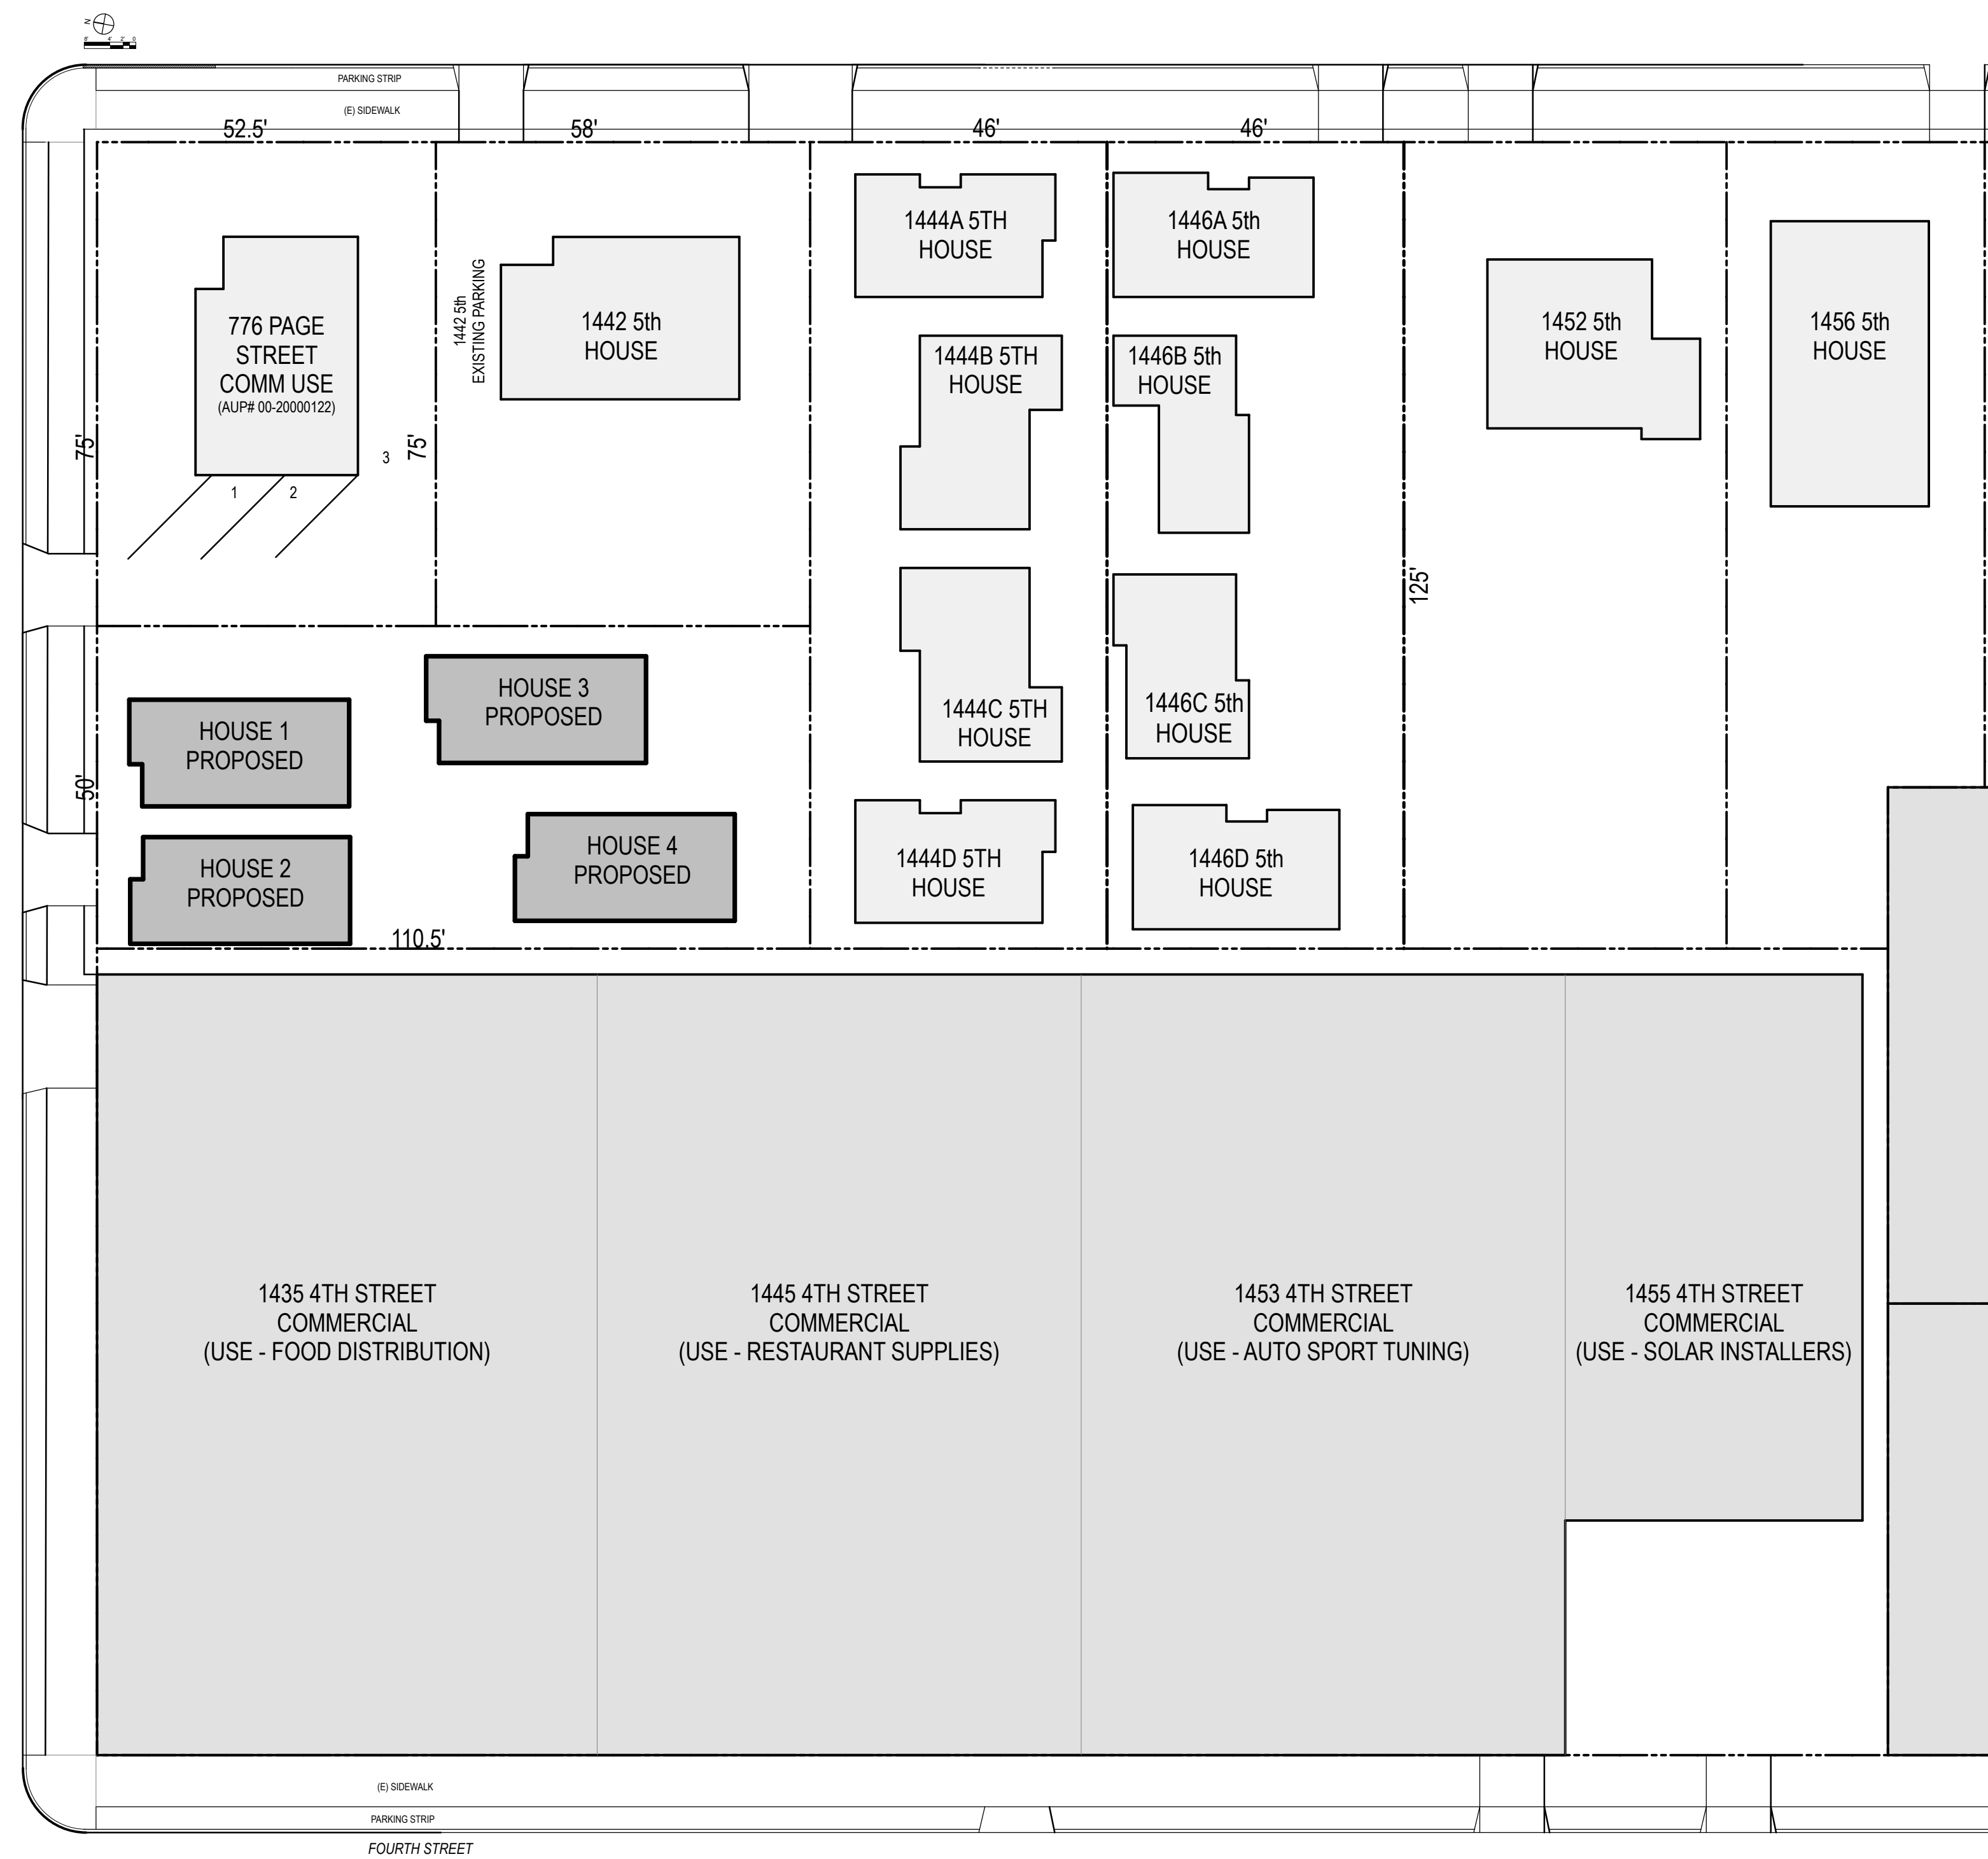 N
8' 4' 2' 0
PARKING STRIP
(E) SIDEWALK
52.5'
58'
46'
46'
776 PAGE
STREET
COMM USE
(AUP# 00-20000122)
1
2
3
75'
75'
1442 5th
EXISTING PARKING
1442 5th
HOUSE
1444A 5TH
HOUSE
1446A 5th
HOUSE
1444B 5TH
HOUSE
1446B 5th
HOUSE
1452 5th
HOUSE
1456 5th
HOUSE
125'
HOUSE 1
PROPOSED
HOUSE 3
PROPOSED
1444C 5TH
HOUSE
1446C 5th
HOUSE
50'
HOUSE 2
PROPOSED
HOUSE 4
PROPOSED
1444D 5TH
HOUSE
1446D 5th
HOUSE
110.5'
1435 4TH STREET
COMMERCIAL
(USE - FOOD DISTRIBUTION)
1445 4TH STREET
COMMERCIAL
(USE - RESTAURANT SUPPLIES)
1453 4TH STREET
COMMERCIAL
(USE - AUTO SPORT TUNING)
1455 4TH STREET
COMMERCIAL
(USE - SOLAR INSTALLERS)
(E) SIDEWALK
PARKING STRIP
FOURTH STREET